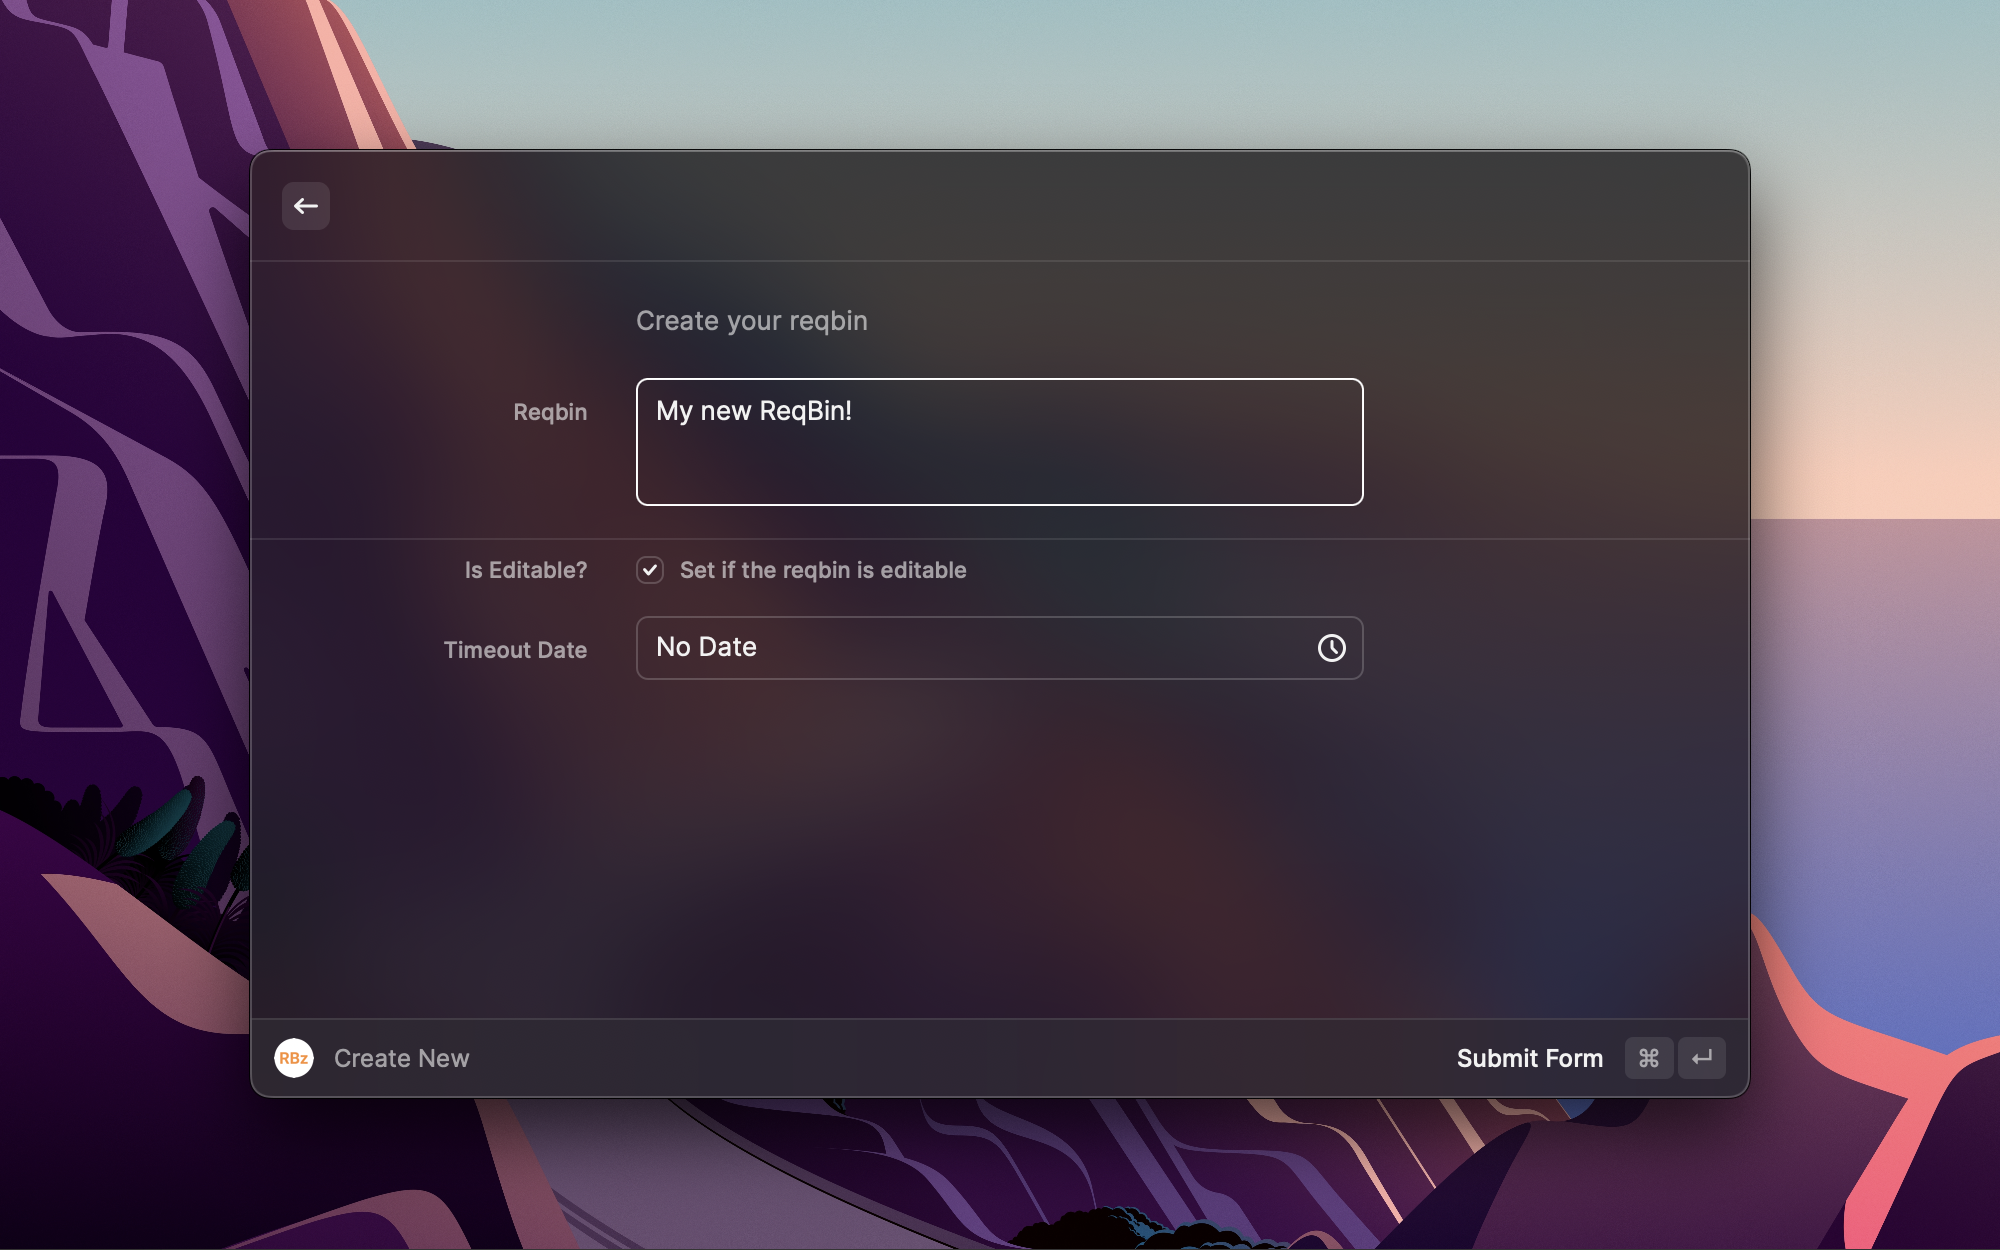 Create your reqbin
Reqbin
My new ReqBin!
Is Editable?
Set if the reqbin is editable
Timeout Date
No Date
RBz
Create New
Submit Form ⌘ ↵